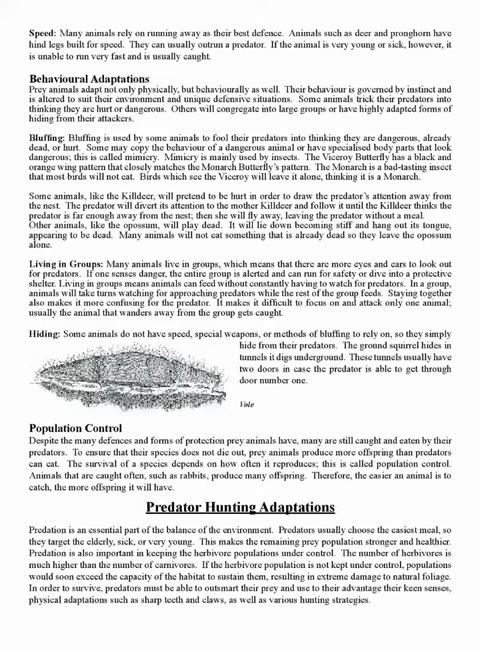 Speed: Many animals rely on running away as their best defence. Animals such as deer and pronghorn have
hind legs built for speed. They can usually outrun a predator. If the animal is very young or sick, however, it
is unable to run very fast and is usually caught.
Behavioural Adaptations
Prey animals adapt not only physically, but behaviourally as well. Their behaviour is governed by instinct and
is altered to suit their environment and unique defensive situations. Some animals trick their predators into
thinking they are hurt or dangerous. Others will congregate into large groups or have highly adapted forms of
hiding from their attackers.
Bluffing: Bluffing is used by some animals to fool their predators into thinking they are dangerous, already
dead, or hurt. Some may copy the behaviour of a dangerous animal or have specialised body parts that look
dangerous; this is called mimicry. Mimicry is mainly used by insects. The Viceroy Butterfly has a black and
orange wing pattern that closely matches the Monarch Butterfly's pattern. The Monarch is a bad-tasting insect
that most birds will not eat. Birds which see the Viceroy will leave it alone, thinking it is a Monarch.
Some animals, like the Killdeer, will pretend to be hurt in order to draw the predator's attention away from
the nest. The predator will divert its attention to the mother Killdeer and follow it until the Killdeer thinks the
predator is far enough away from the nest; then she will fly away, leaving the predator without a meal.
Other animals, like the opossum, will play dead. It will lie down becoming stiff and hang out its tongue,
appearing to be dead. Many animals will not eat something that is already dead so they leave the opossum
alone.
Living in Groups: Many animals live in groups, which means that there are more eyes and ears to look out
for predators. If one senses danger, the entire group is alerted and can run for safety or dive into a protective
shelter. Living in groups means animals can feed without constantly having to watch for predators. In a group,
animals will take turns watching for approaching predators while the rest of the group feeds. Staying together
also makes it more confusing for the predator. It makes it difficult to focus on and attack only one animal;
usually the animal that wanders away from the group gets caught.
Hiding: Some animals do not have speed, special weapons, or methods of bluffing to rely on, so they simply
hide from their predators. The ground squirrel hides in
tunnels it digs underground. These tunnels usually have
two doors in case the predator is able to get through
door number one.
Vole
Population Control
Despite the many defences and forms of protection prey animals have, many are still caught and eaten by their
predators. To ensure that their species does not die out, prey animals produce more offspring than predators
can eat. The survival of a species depends on how often it reproduces; this is called population control.
Animals that are caught often, such as rabbits, produce many offspring. Therefore, the easier an animal is to
catch, the more offspring it will have.
Predator Hunting Adaptations
Predation is an essential part of the balance of the environment. Predators usually choose the easiest meal, so
they target the elderly, sick, or very young. This makes the remaining prey population stronger and healthier.
Predation is also important in keeping the herbivore populations under control. The number of herbivores is
much higher than the number of carnivores. If the herbivore population is not kept under control, populations
would soon exceed the capacity of the habitat to sustain them, resulting in extreme damage to natural foliage.
In order to survive, predators must be able to outsmart their prey and use to their advantage their keen senses,
physical adaptations such as sharp teeth and claws, as well as various hunting strategies.